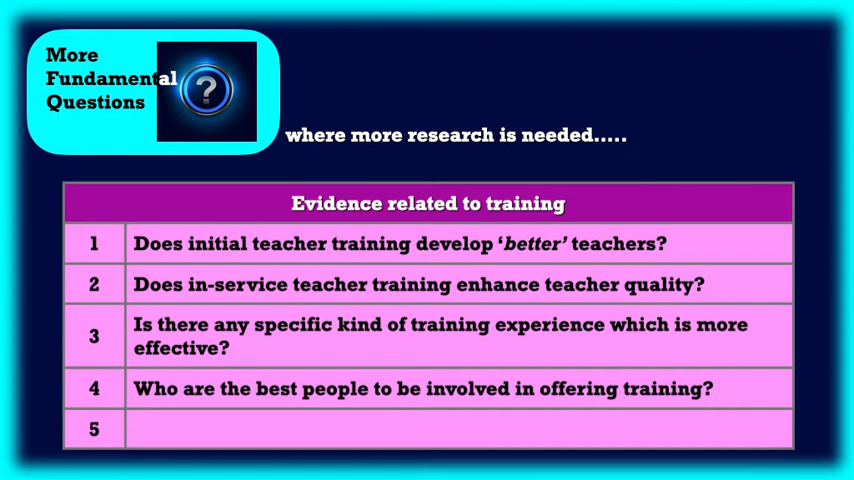 More
Fundamental
Questions
?
where more research is needed.....
Evidence related to training
1 Does initial teacher training develop ‘better’ teachers?
2 Does in-service teacher training enhance teacher quality?
3 Is there any specific kind of training experience which is more
effective?
4 Who are the best people to be involved in offering training?
5